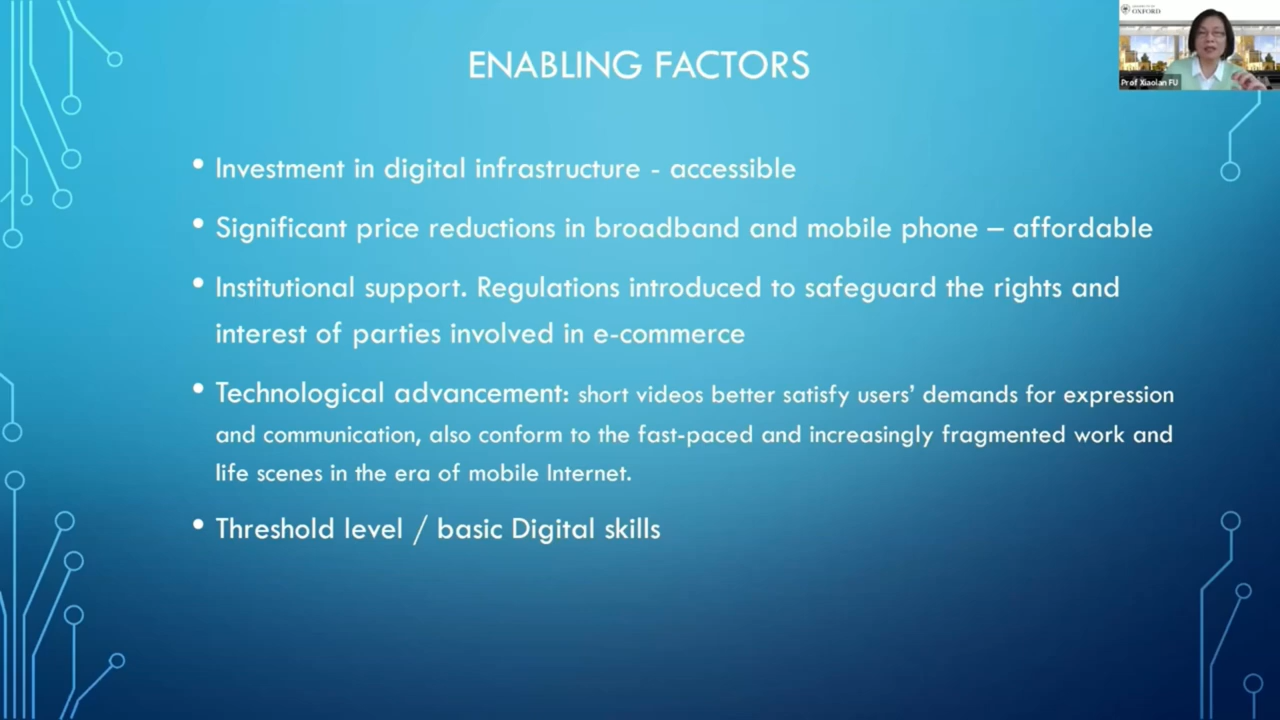 ENABLING FACTORS
OXFORD
Prof Xiaolan FU
• Investment in digital infrastructure - accessible
• Significant price reductions in broadband and mobile phone – affordable
• Institutional support. Regulations introduced to safeguard the rights and
interest of parties involved in e-commerce
• Technological advancement: short videos better satisfy users’ demands for expression
and communication, also conform to the fast-paced and increasingly fragmented work and
life scenes in the era of mobile Internet.
• Threshold level / basic Digital skills